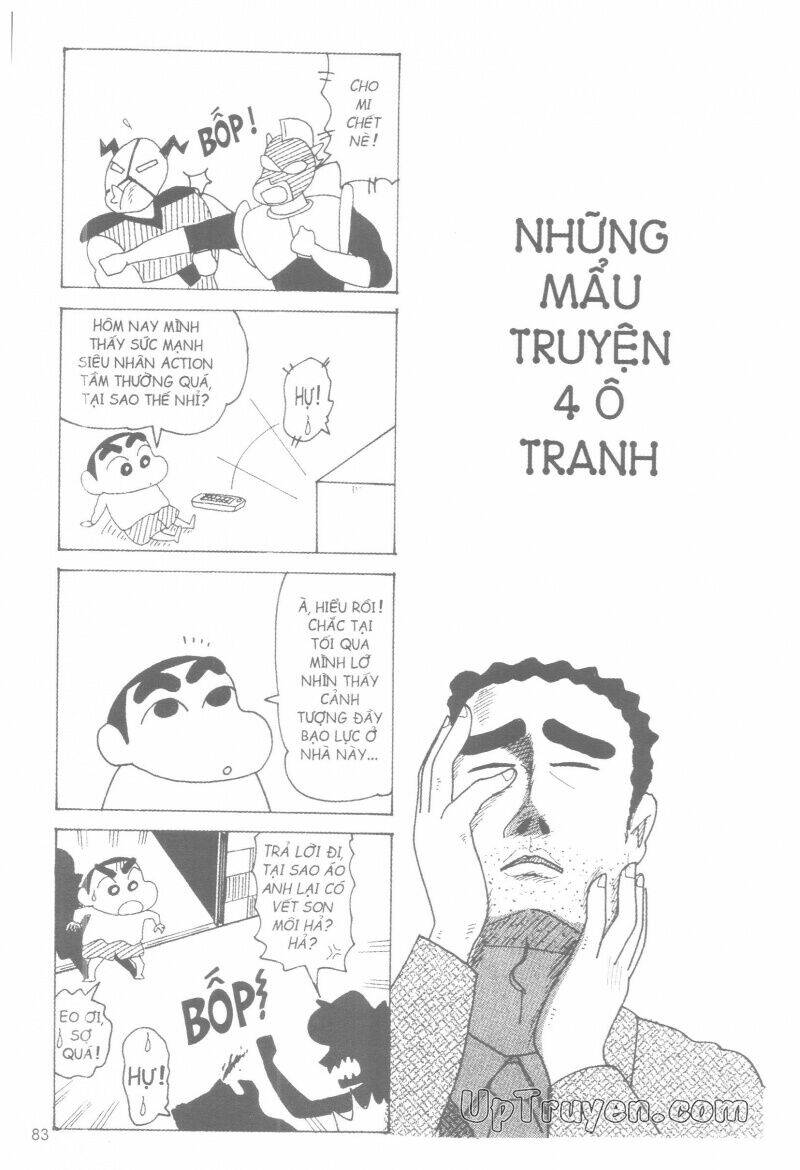 CHO
MI
CHẾT
NÈ!
BỐP!
NHỮNG
MẨU
TRUYỆN
4 Ô
TRANH
HÔM NAY MÌNH
THẤY SỨC MẠNH
SIÊU NHÂN ACTION
TẦM THƯỜNG QUÁ,
TẠI SAO THẾ NHỈ?
HỰ!
À, HIỂU RỒI!
CHẮC TẠI
TỐI QUA
MÌNH LỠ
NHÌN THẤY
CẢNH
TƯỢNG ĐẦY
BẠO LỰC Ở
NHÀ NÀY...
TRẢ LỜI ĐI,
TẠI SAO ÁO
ANH LẠI CÓ
VẾT SON
MÔI HẢ?
HẢ?
BỐP!
EO ƠI,
SỢ
QUÁ!
HỰ!
UpTruyen.com
83